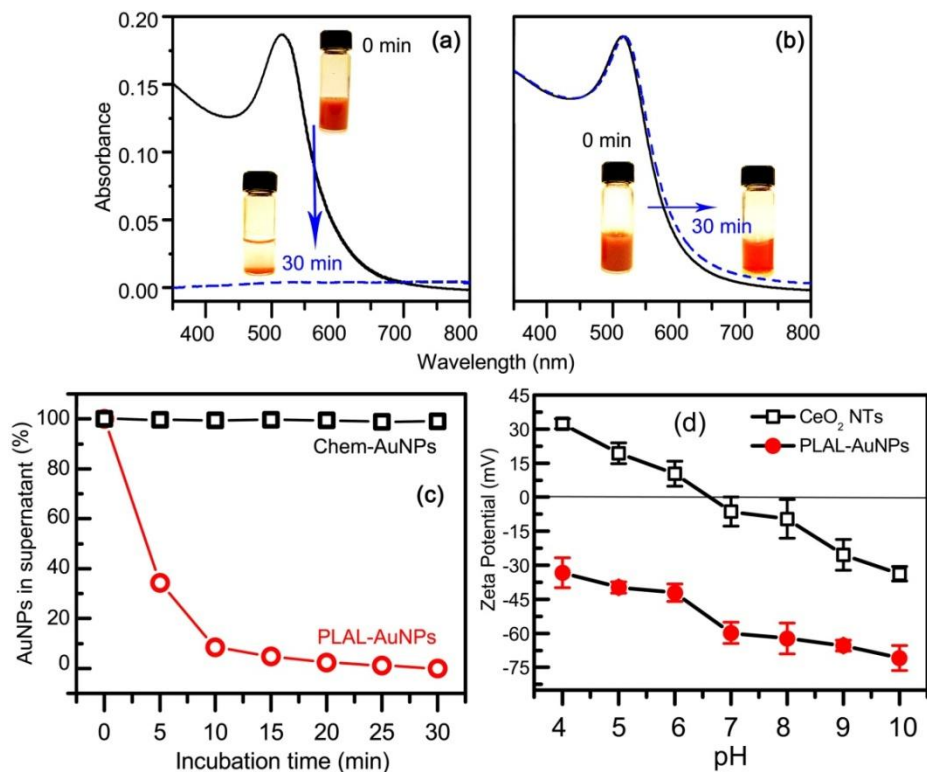 0.20
0.15
0.10
0.05
0.00
Absorbance
(a)
0 min
30 min
400 500 600 700 800
(b)
0 min
30 min
400 500 600 700 800
Wavelength (nm)
100
80
60
40
20
0
AuNPs in supernatant (%)
Chem-AuNPs
(c)
PLAL-AuNPs
0 5 10 15 20 25 30
Incubation time (min)
45
30
15
0
-15
-30
-45
-60
-75
Zeta Potential (mV)
(d)
CeO₂ NTs
PLAL-AuNPs
4 5 6 7 8 9 10
pH